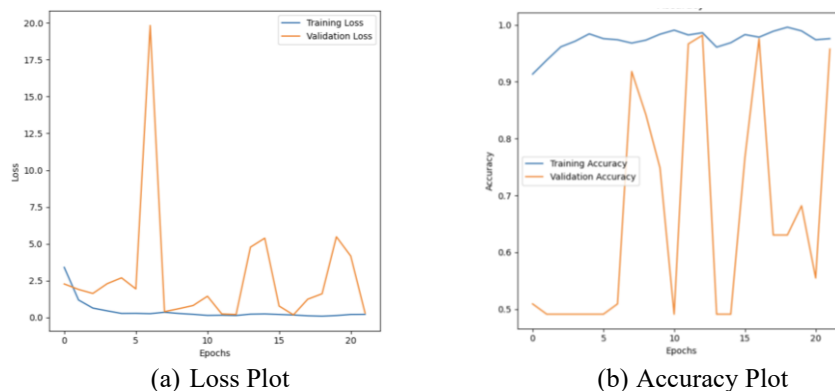 20.0
17.5
15.0
12.5
10.0
7.5
5.0
2.5
0.0
Loss
Training Loss
Validation Loss
0 5 10 15 20
Epochs
(a) Loss Plot
1.0
0.9
0.8
0.7
0.6
0.5
Accuracy
Training Accuracy
Validation Accuracy
0 5 10 15 20
Epochs
(b) Accuracy Plot